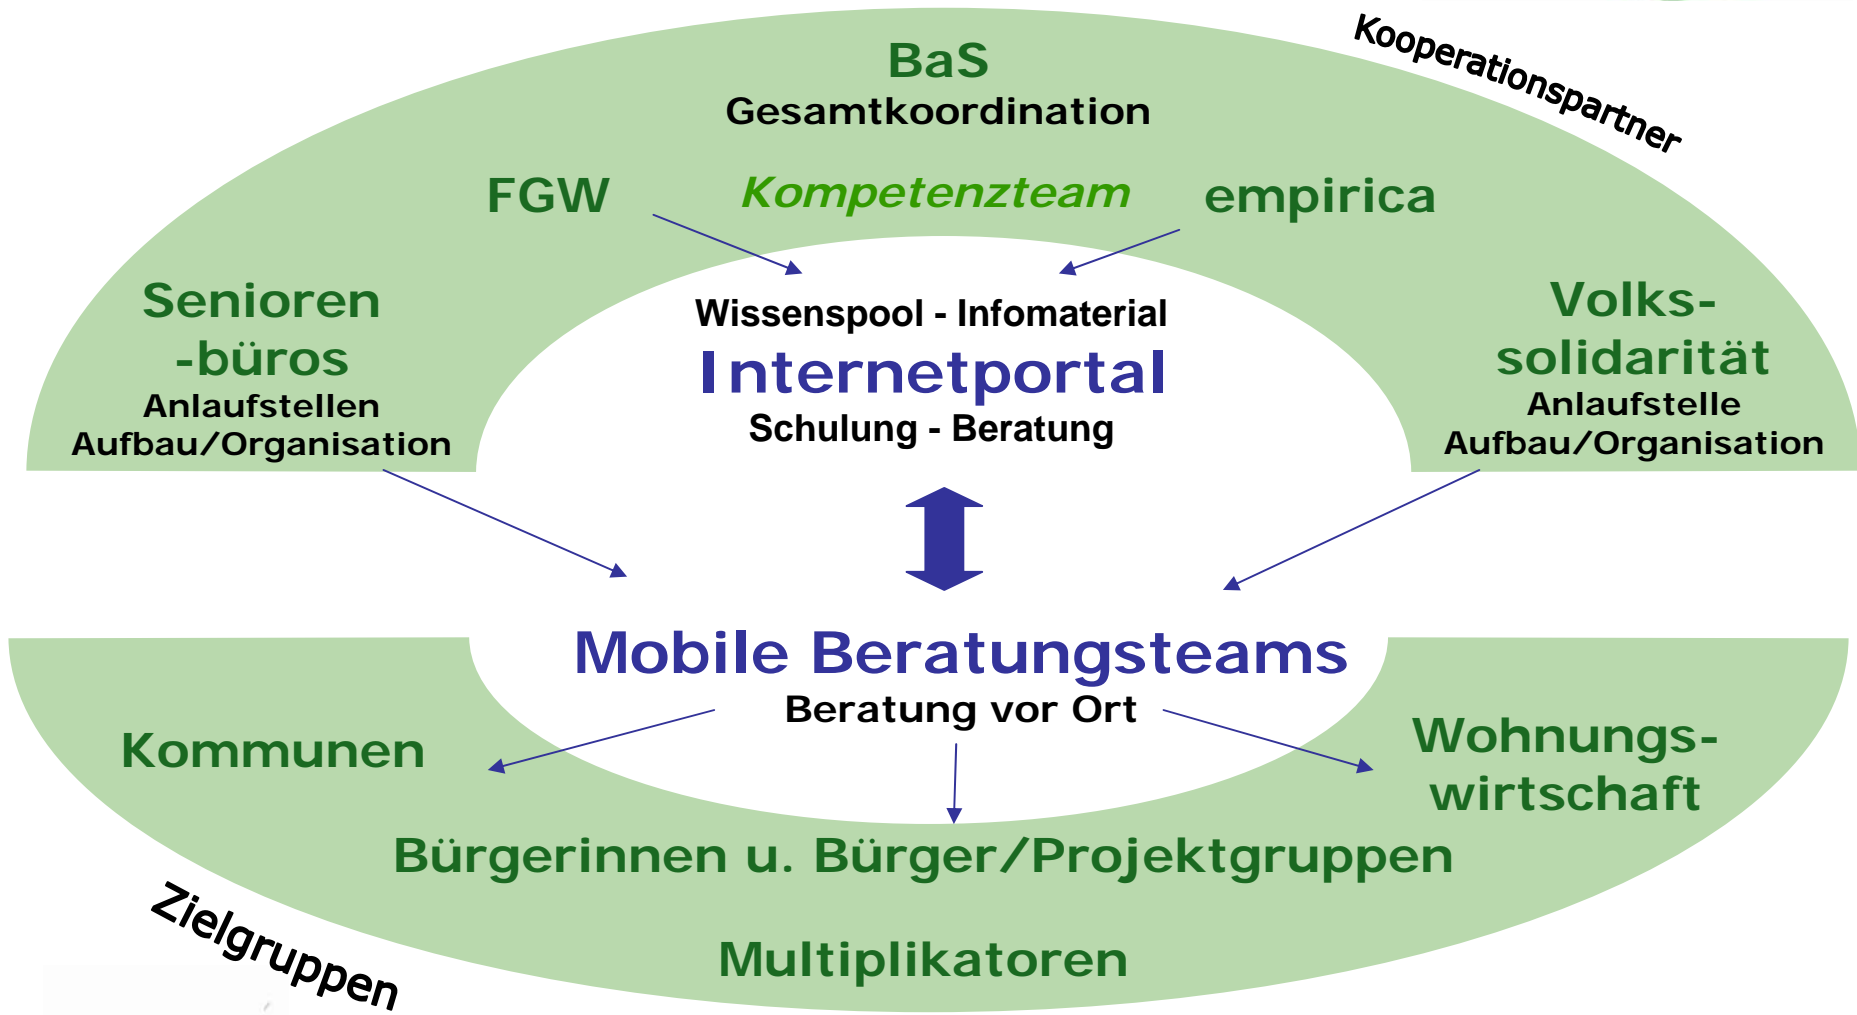 Kooperationspartner
BaS
Gesamtkoordination
FGW
Kompetenzteam
empirica
Senioren
-büros
Anlaufstellen
Aufbau/Organisation
Wissenspool - Infomaterial
Internetportal
Schulung - Beratung
Volks-
solidarität
Anlaufstelle
Aufbau/Organisation
Mobile Beratungsteams
Beratung vor Ort
Kommunen
Wohnungs-
wirtschaft
Bürgerinnen u. Bürger/Projektgruppen
Multiplikatoren
Zielgruppen